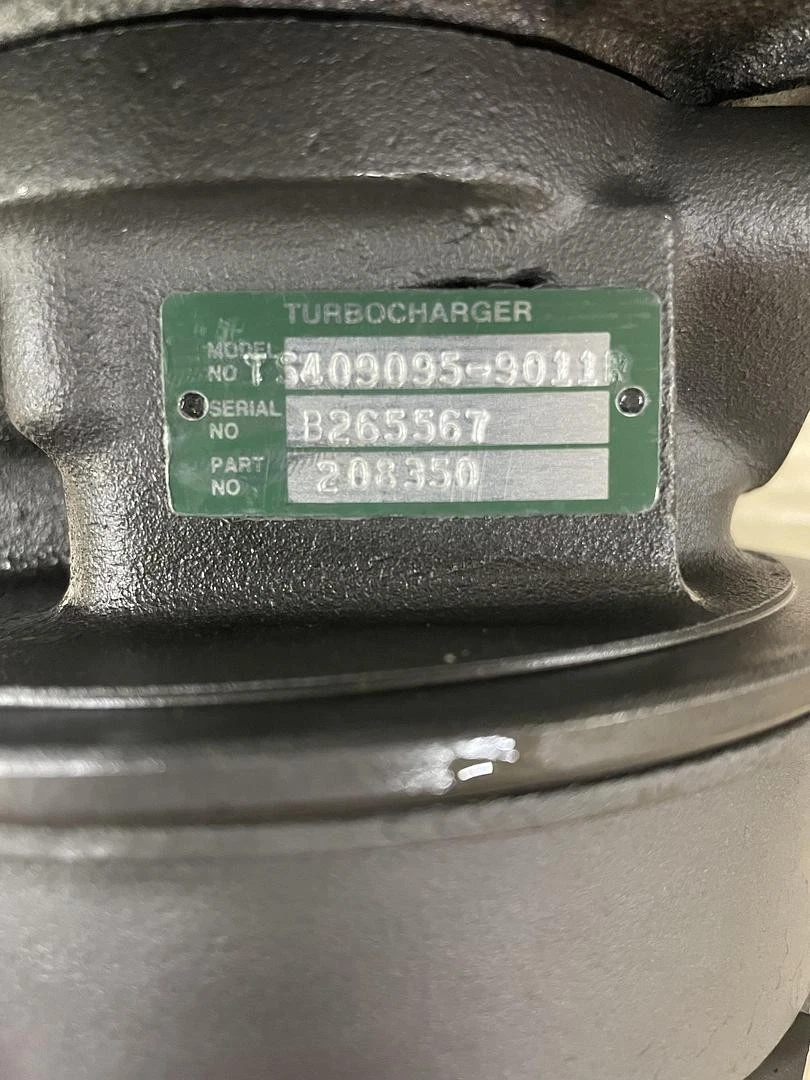 TURBOCHARGER
MODEL
NO TS409095-9011R
SERIAL
NO B265567
PART
NO 208350